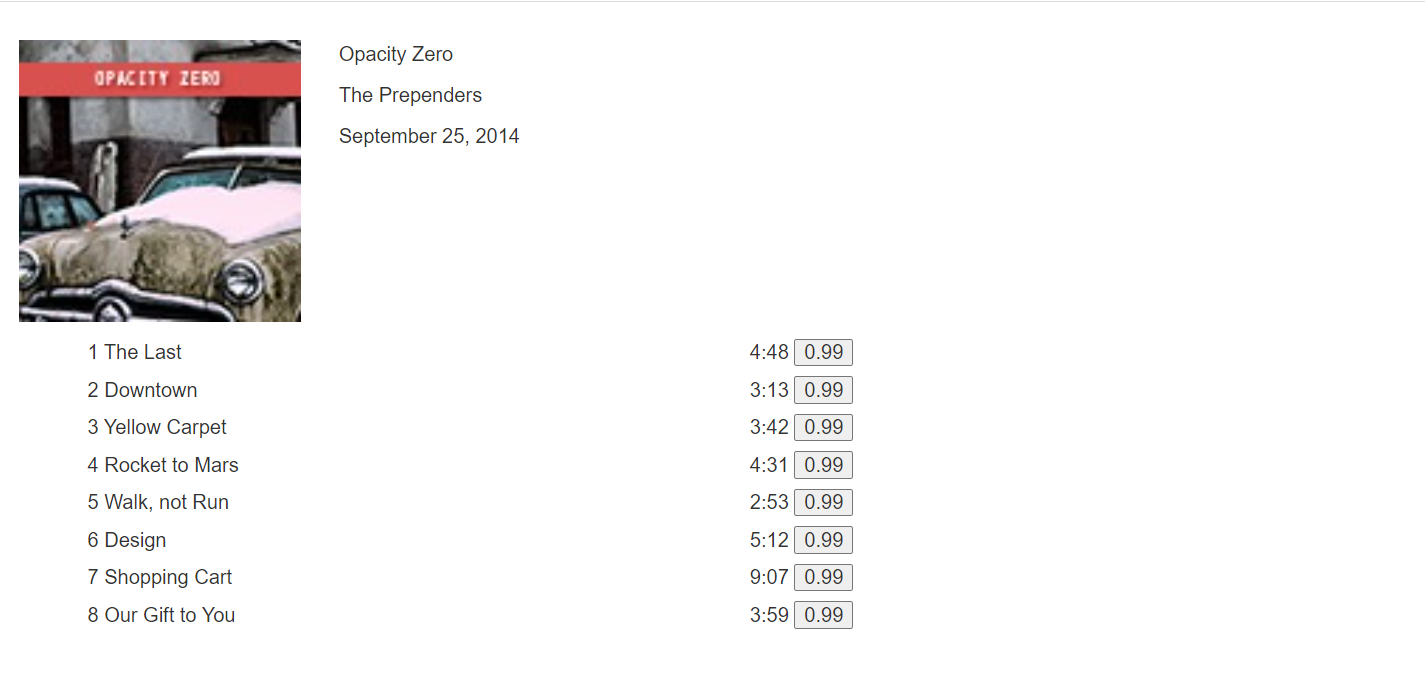 OPACITY ZERO
Opacity Zero
The Prependers
September 25, 2014
1 The Last 4:48 0.99
2 Downtown 3:13 0.99
3 Yellow Carpet 3:42 0.99
4 Rocket to Mars 4:31 0.99
5 Walk, not Run 2:53 0.99
6 Design 5:12 0.99
7 Shopping Cart 9:07 0.99
8 Our Gift to You 3:59 0.99